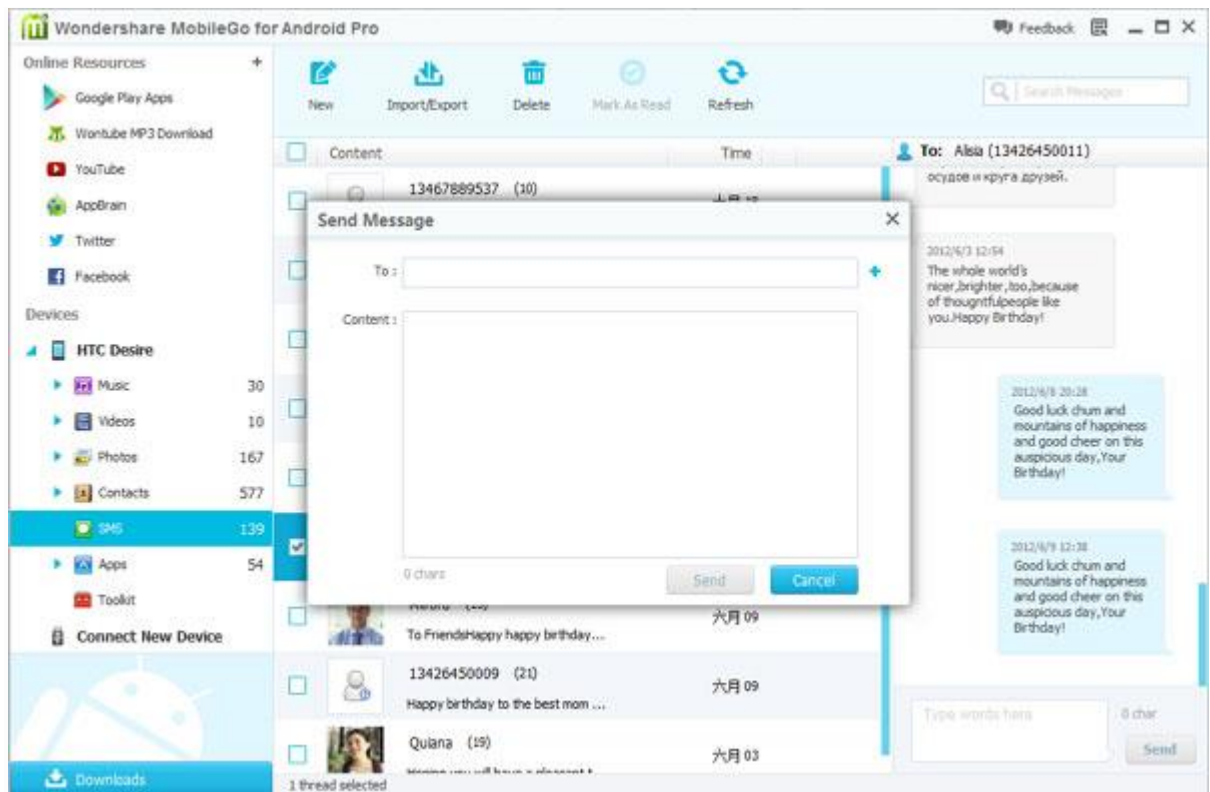 Wondershare MobileGo for Android Pro
Feedback
Online Resources +
Google Play Apps
Wontube MP3 Download
YouTube
AppBrain
Twitter
Facebook
Devices
HTC Desire
Music 30
Videos 10
Photos 167
Contacts 577
SMS 139
Apps 54
Toolkit
Connect New Device
Downloads
New
Import/Export
Delete
Mark As Read
Refresh
Search Messages
Content
Time
13467889537 (10)
Send Message
To :
Content :
0 chars
Send
Cancel
六月 09
To FriendsHappy happy birthday...
13426450009 (21)
六月 09
Happy birthday to the best mom ...
Quiana (19)
六月 03
1 thread selected
To: Alisia (13426450011)
осудов и круга друзей.
2012/6/3 12:54
The whole world's
nicer,brighter,too,because
of thougntfulpeople like
you.Happy Birthday!
2012/6/8 20:28
Good luck chum and
mountains of happiness
and good cheer on this
auspicious day,Your
Birthday!
2012/6/9 12:38
Good luck chum and
mountains of happiness
and good cheer on this
auspicious day,Your
Birthday!
Type words here
0 char
Send